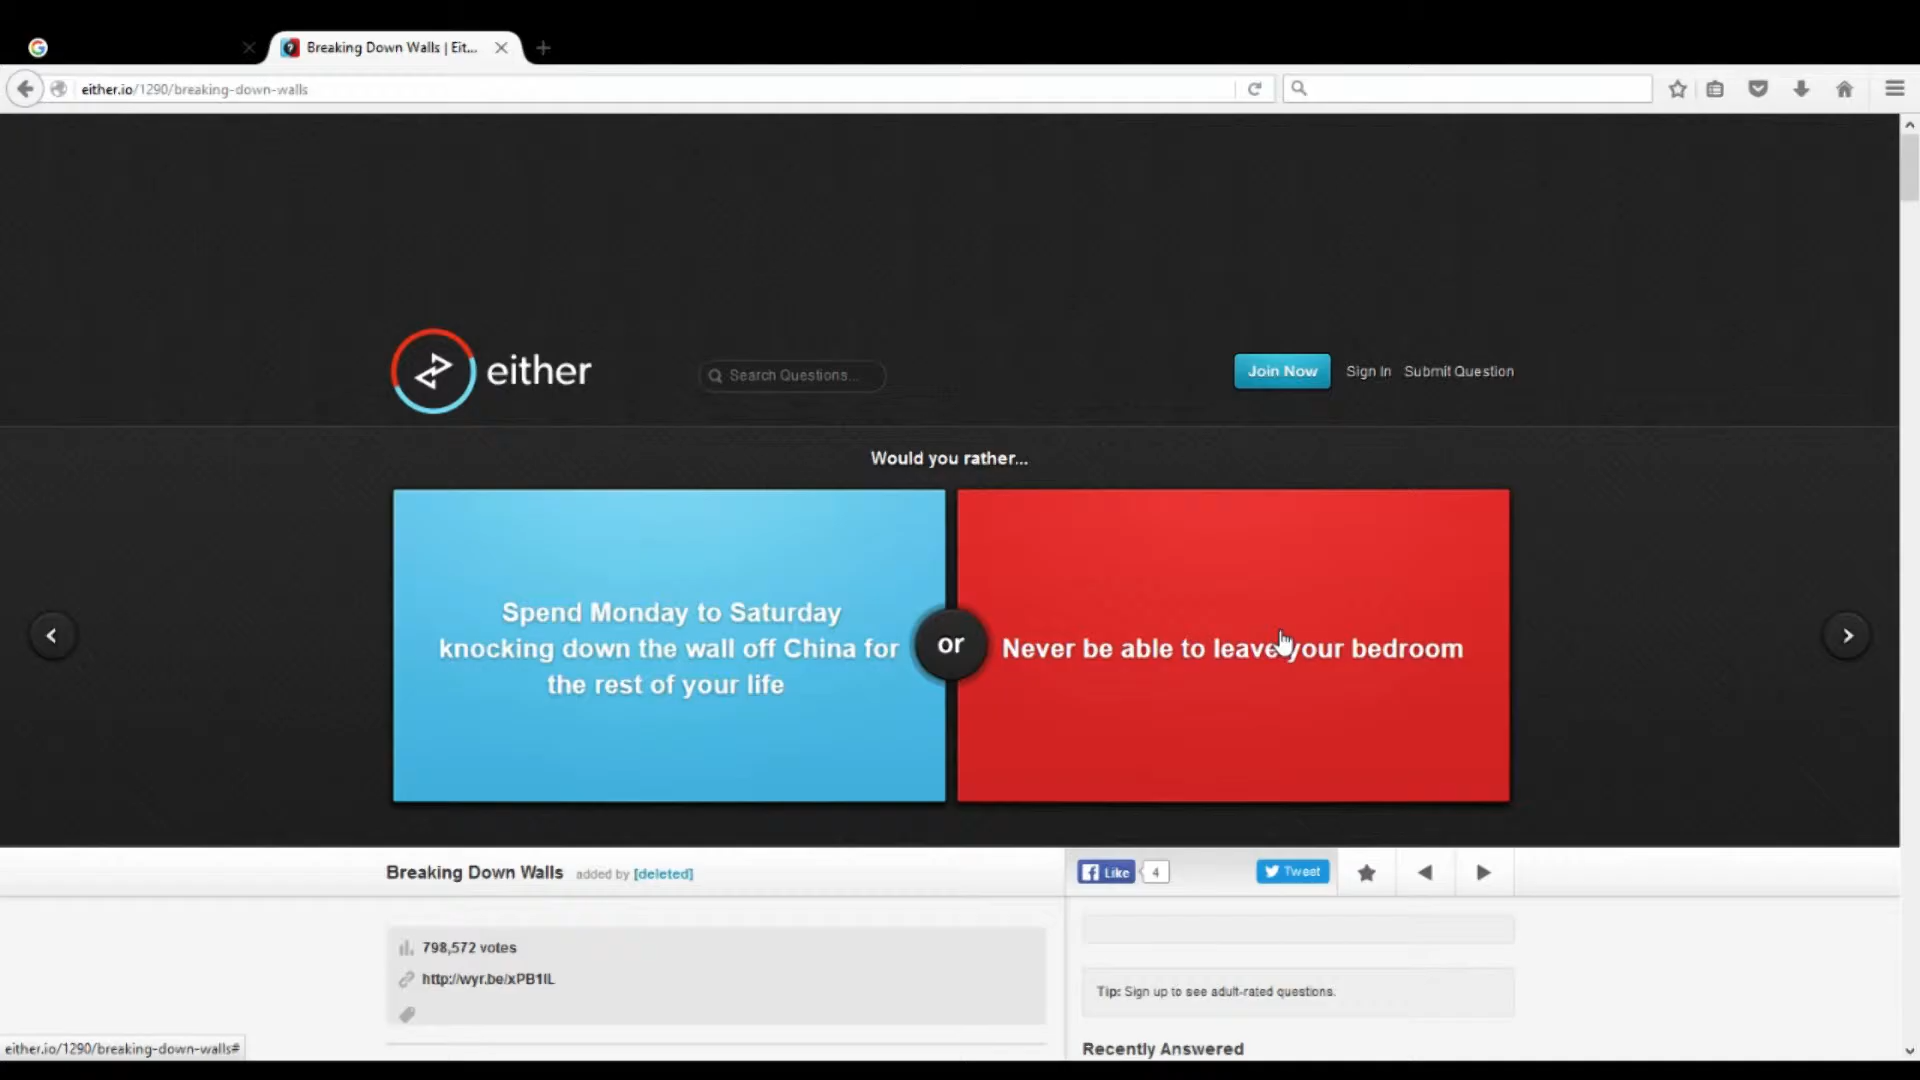 Breaking Down Walls | Eit...
either.io/1290/breaking-down-walls
either
Search Questions...
Join Now
Sign In
Submit Question
Would you rather...
Spend Monday to Saturday
knocking down the wall off China for
the rest of your life
or
Never be able to leave your bedroom
Breaking Down Walls added by [deleted]
Like
4
Tweet
798,572 votes
http://wyr.be/xPB1IL
Tip: Sign up to see adult-rated questions.
Recently Answered
either.io/1290/breaking-down-walls#